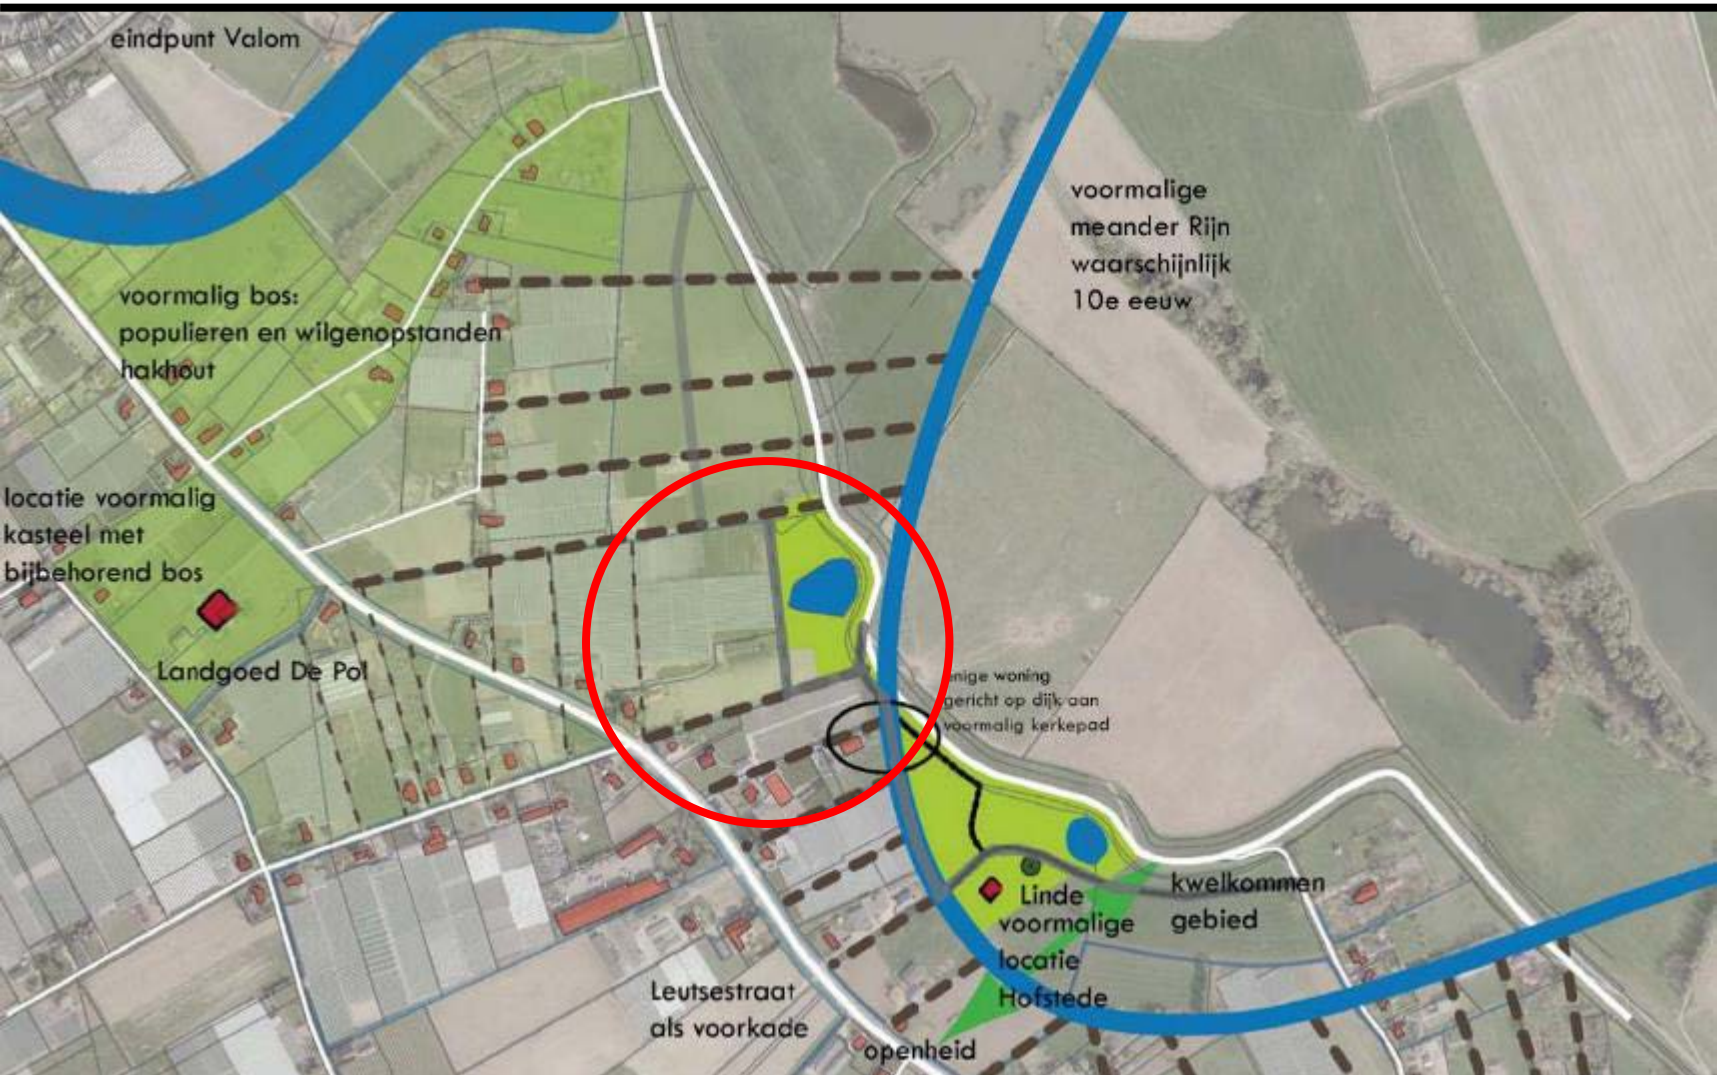 eindpunt Valom
voormalige
meander Rijn
waarschijnlijk
10e eeuw
voormalig bos:
populieren en wilgenopstanden
hakhout
locatie voormalig
kasteel met
bijbehorend bos
Landgoed De Pol
enige woning
gericht op dijk aan
voormalig kerkepad
Linde
voormalige
locatie
Hofstede
kwelkommen
gebied
Leutsestraat
als voorkade
openheid